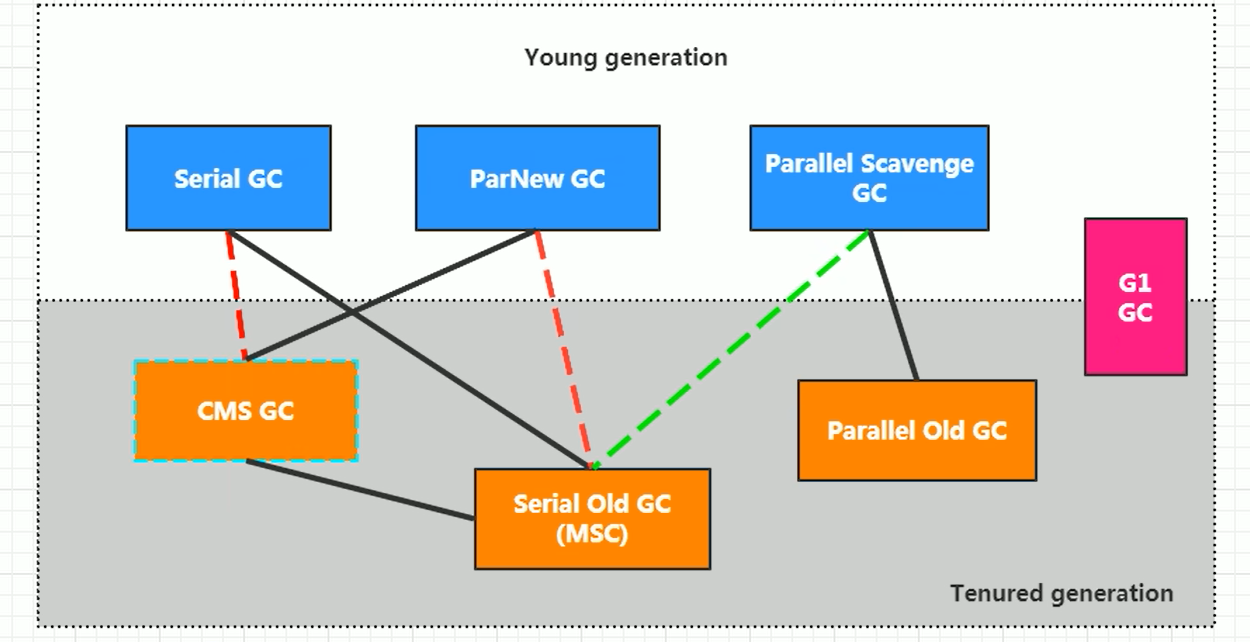 Young generation
Serial GC
ParNew GC
Parallel Scavenge
GC
G1
GC
CMS GC
Parallel Old GC
Serial Old GC
(MSC)
Tenured generation